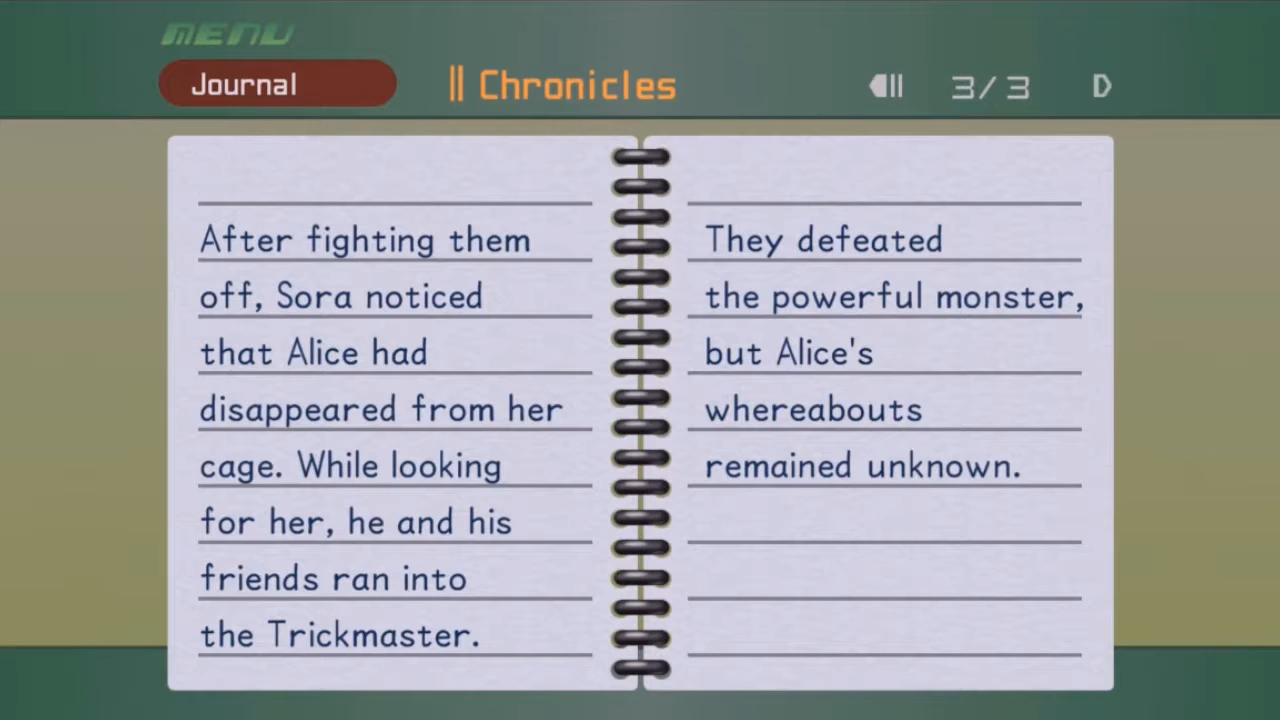 MENU
Journal
Chronicles
3/3
After fighting them
off, Sora noticed
that Alice had
disappeared from her
cage. While looking
for her, he and his
friends ran into
the Trickmaster.
They defeated
the powerful monster,
but Alice's
whereabouts
remained unknown.